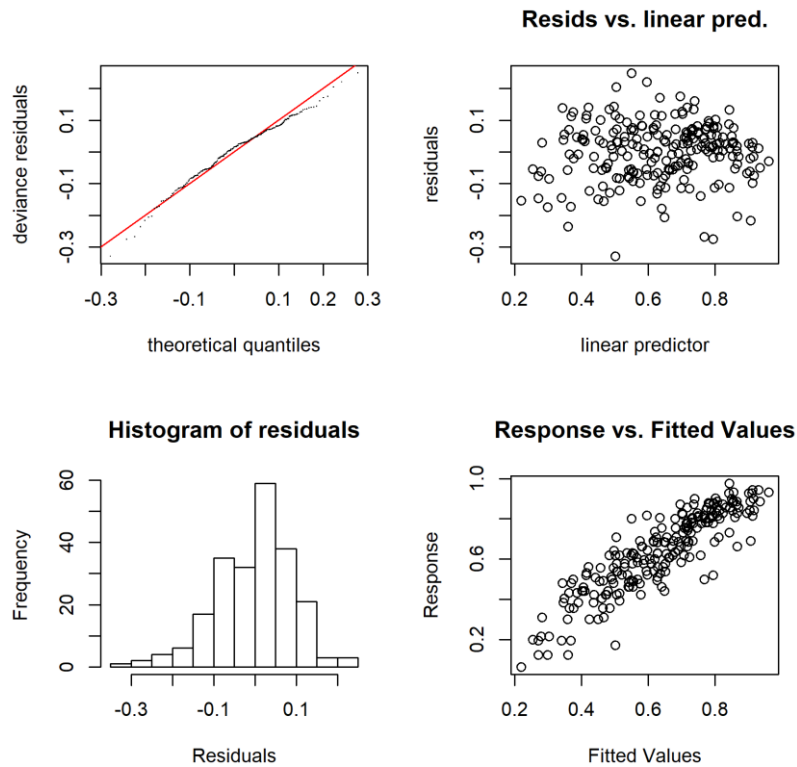 deviance residuals
-0.3 -0.1 0.1
-0.3 -0.1 0.1 0.2 0.3
theoretical quantiles
Resids vs. linear pred.
residuals
-0.3 -0.1 0.1
0.2 0.4 0.6 0.8
linear predictor
Histogram of residuals
Frequency
0 20 40 60
-0.3 -0.1 0.1
Residuals
Response vs. Fitted Values
Response
0.2 0.6 1.0
0.2 0.4 0.6 0.8
Fitted Values